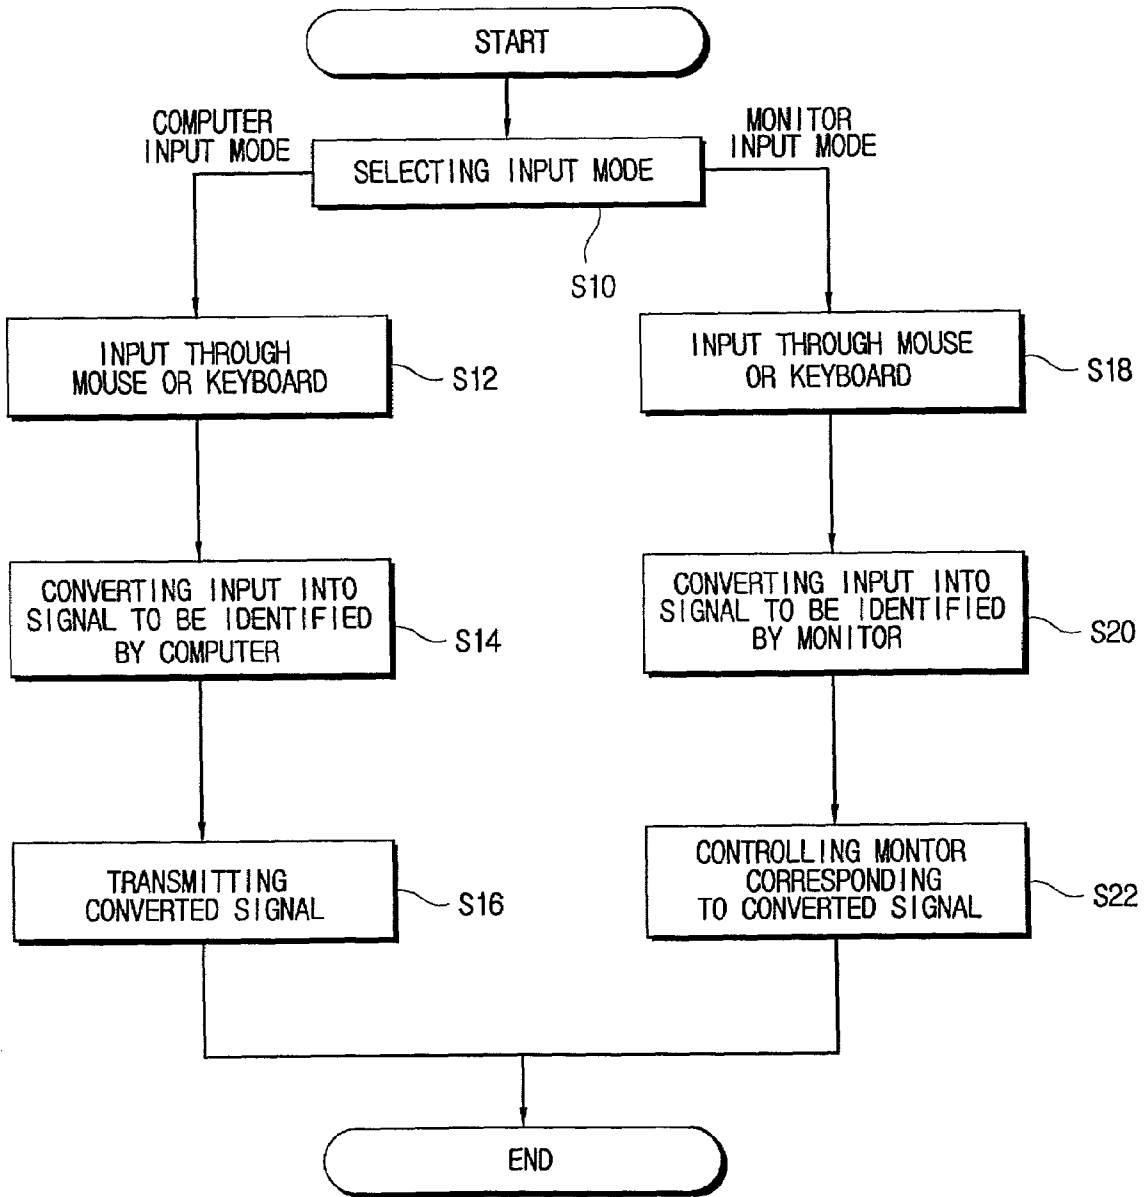 START
COMPUTER
INPUT MODE
MONITOR
INPUT MODE
SELECTING INPUT MODE
S10
INPUT THROUGH
MOUSE OR KEYBOARD
S12
INPUT THROUGH MOUSE
OR KEYBOARD
S18
CONVERTING INPUT INTO
SIGNAL TO BE IDENTIFIED
BY COMPUTER
S14
CONVERTING INPUT INTO
SIGNAL TO BE IDENTIFIED
BY MONITOR
S20
TRANSMITTING
CONVERTED SIGNAL
S16
CONTROLLING MONTOR
CORRESPONDING
TO CONVERTED SIGNAL
S22
END